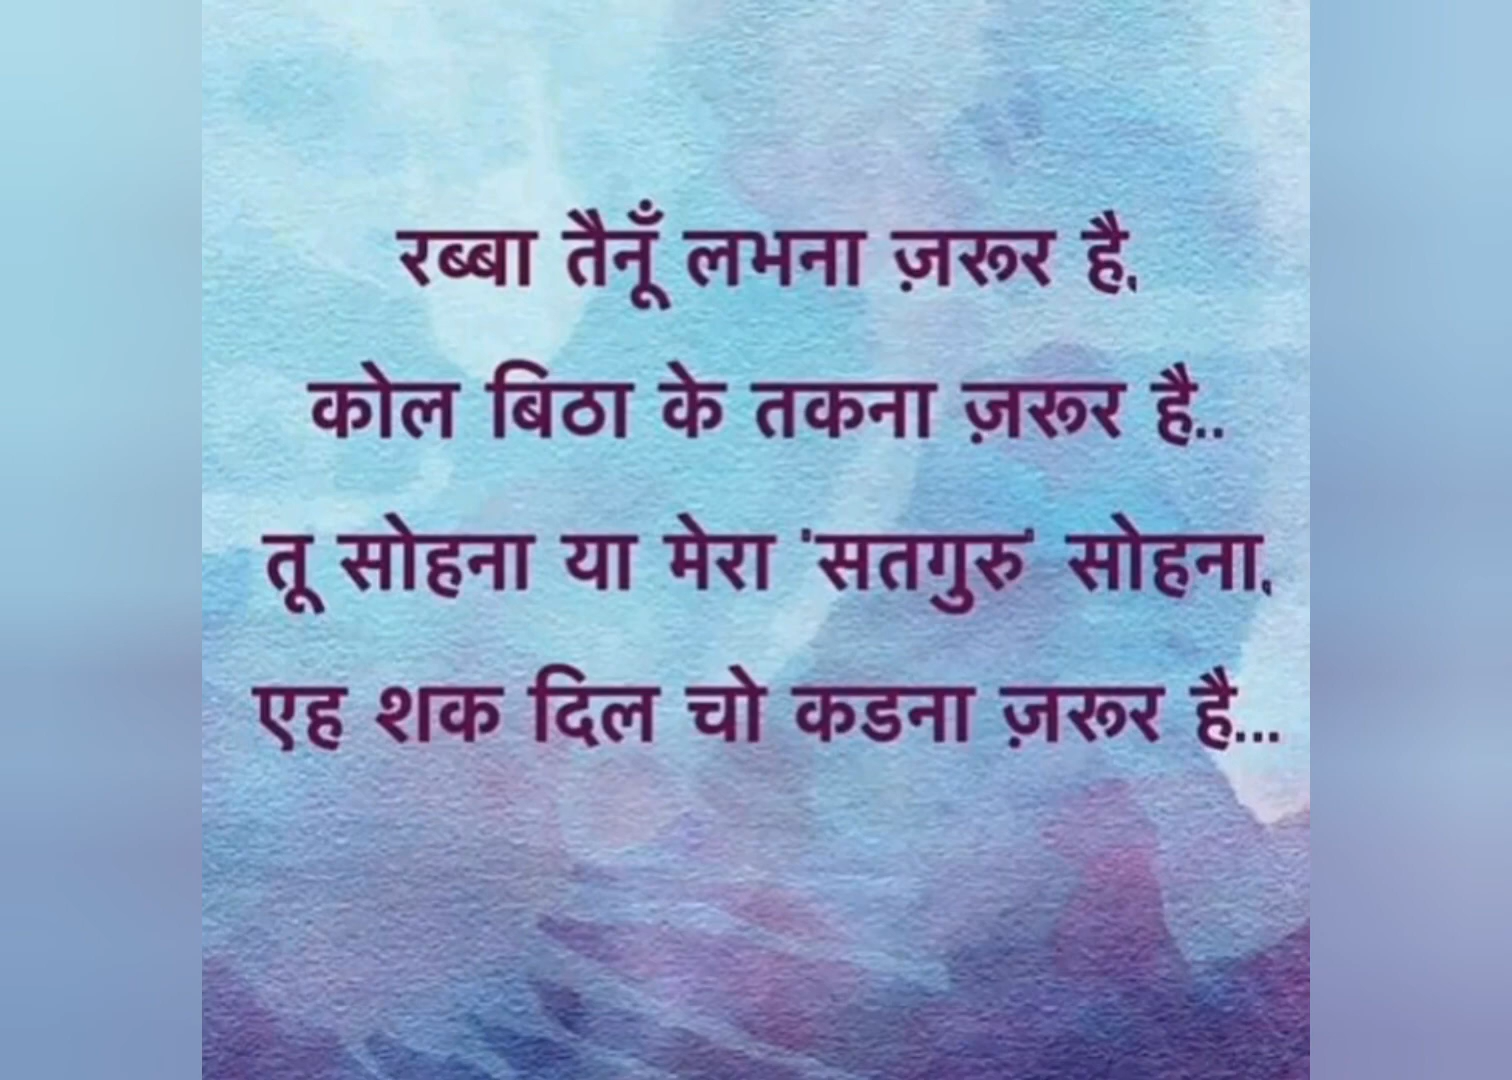 रब्बा तैनूँ लभना ज़रूर है,
कोल बिठा के तकना ज़रूर है..
तू सोहना या मेरा 'सतगुरु' सोहना,
एह शक दिल चो कडना ज़रूर है...